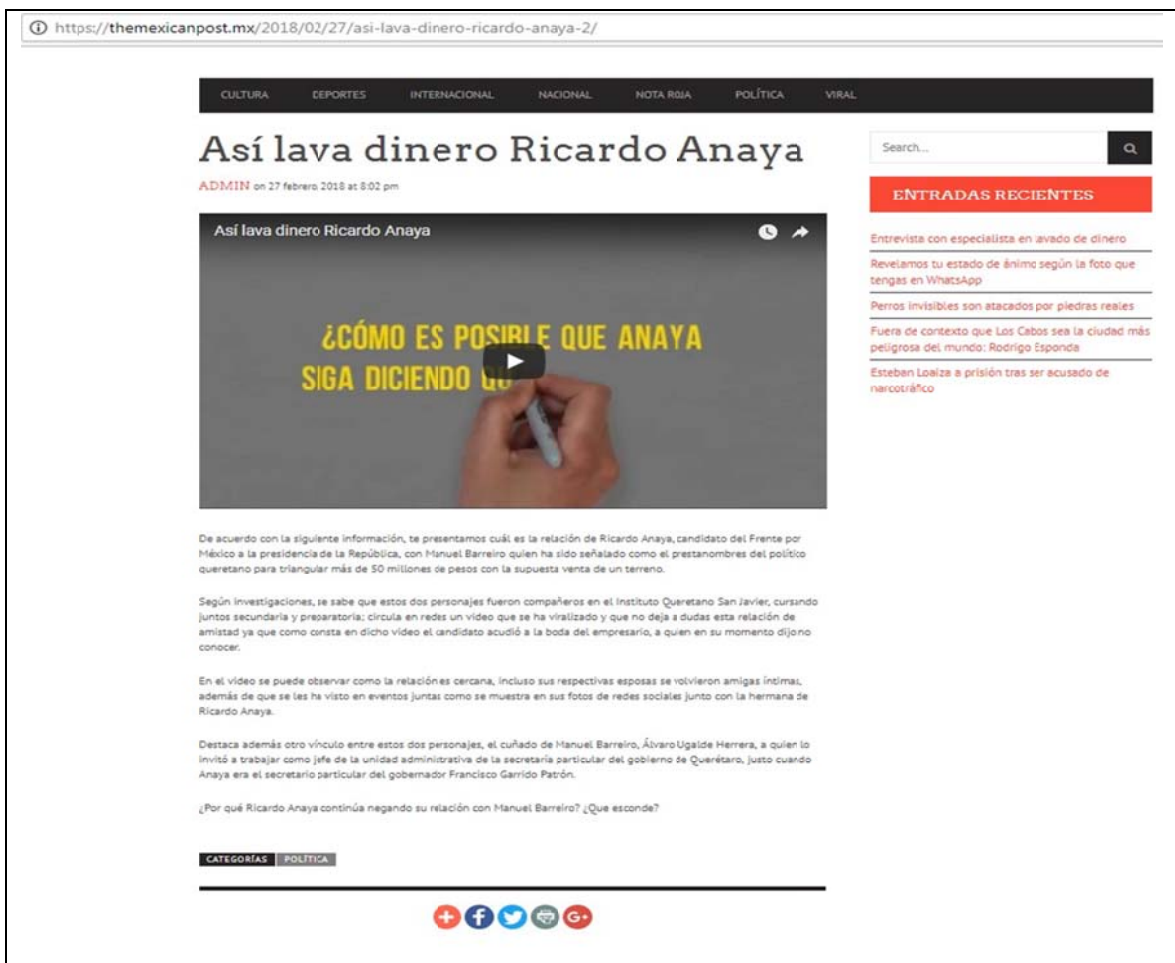 https://themexicanpost.mx/2018/02/27/asi-lava-dinero-ricardo-anaya-2/
CULTURA DEPORTES INTERNACIONAL NACIONAL NOTA ROJA POLÍTICA VIRAL
Así lava dinero Ricardo Anaya
ADMIN on 27 febrero, 2018 at 8:02 pm
Así lava dinero Ricardo Anaya
¿CÓMO ES POSIBLE QUE ANAYA
SIGA DICIENDO QU
De acuerdo con la siguiente información, te presentamos cuál es la relación de Ricardo Anaya, candidato del Frente por
México a la presidencia de la República, con Manuel Barreiro quien ha sido señalado como el prestanombres del político
queretano para triangular más de 50 millones de pesos con la supuesta venta de un terreno.
Según investigaciones, se sabe que estos dos personajes fueron compañeros en el Instituto Queretano San Javier, cursando
juntos secundaria y preparatoria; circula en redes un video que se ha viralizado y que no deja a dudas esta relación de
amistad ya que como consta en dicho video el candidato acudió a la boda del empresario, a quien en su momento dijo no
conocer.
En el video se puede observar como la relación es cercana, incluso sus respectivas esposas se volvieron amigas íntimas,
además de que se les ha visto en eventos juntas como se muestra en sus fotos de redes sociales junto con la hermana de
Ricardo Anaya.
Destaca además otro vínculo entre estos dos personajes, el cuñado de Manuel Barreiro, Álvaro Ugalde Herrera, a quien lo
invitó a trabajar como jefe de la unidad administrativa de la secretaría particular del gobierno de Querétaro, justo cuando
Anaya era el secretario particular del gobernador Francisco Garrido Patrón.
¿Por qué Ricardo Anaya continúa negando su relación con Manuel Barreiro? ¿Que esconde?
CATEGORÍAS POLÍTICA
Search...
ENTRADAS RECIENTES
Entrevista con especialista en lavado de dinero
Revelamos tu estado de ánimo según la foto que
tengas en WhatsApp
Perros invisibles son atacados por piedras reales
Fuera de contexto que Los Cabos sea la ciudad más
peligrosa del mundo: Rodrigo Esponda
Esteban Loaiza a prisión tras ser acusado de
narcotráfico